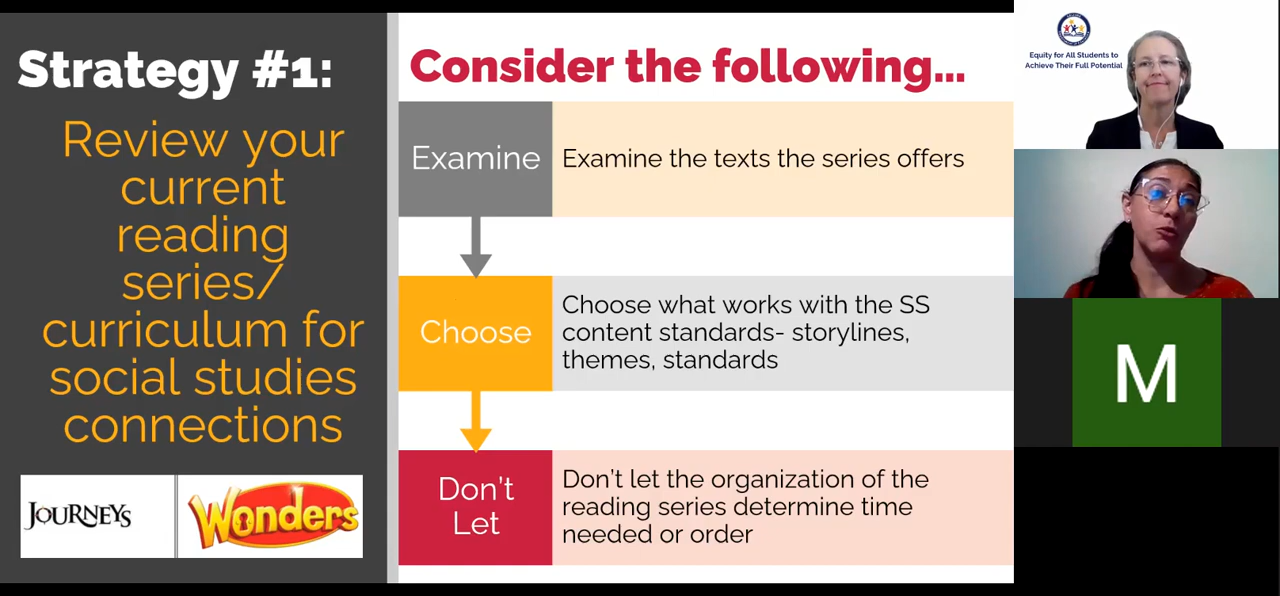 Strategy #1:
Review your
current
reading
series/
curriculum for
social studies
connections
JOURNEYS
Wonders
Consider the following...
Examine
Examine the texts the series offers
Choose
Choose what works with the SS
content standards- storylines,
themes, standards
Don't
Let
Don't let the organization of the
reading series determine time
needed or order
Equity for All Students to
Achieve Their Full Potential
M